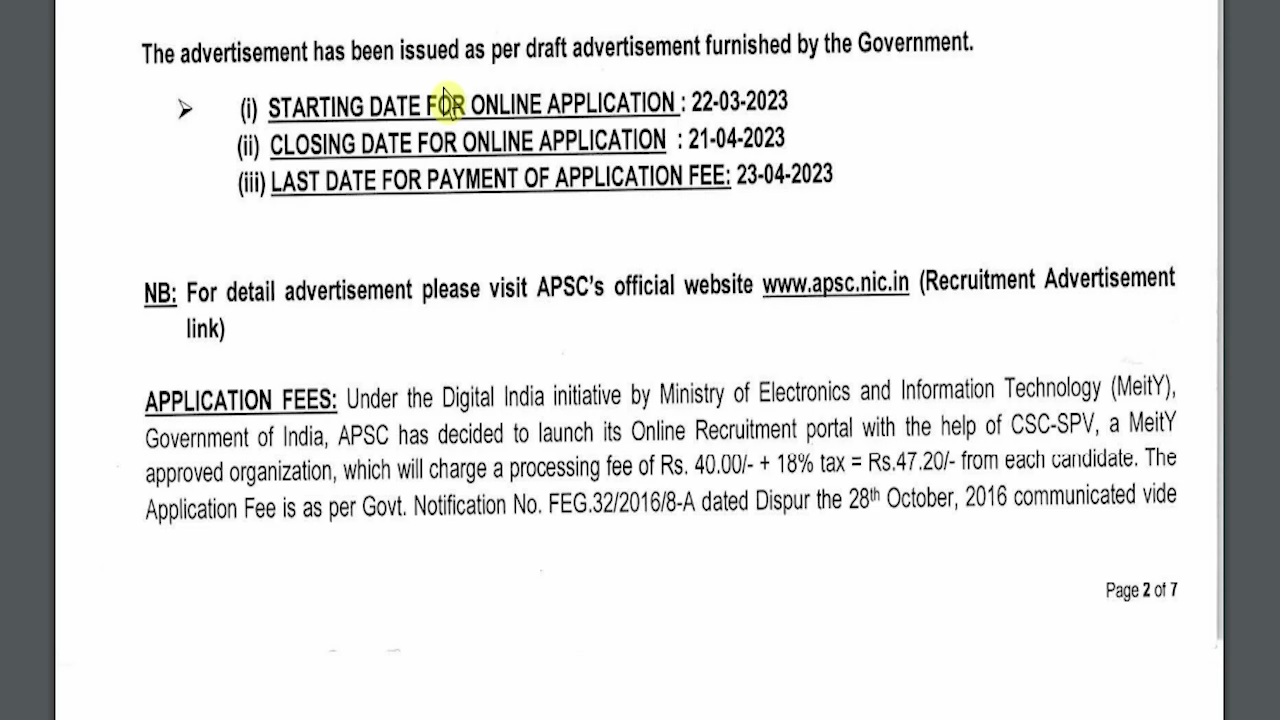 The advertisement has been issued as per draft advertisement furnished by the Government.
(i) STARTING DATE FOR ONLINE APPLICATION : 22-03-2023
(ii) CLOSING DATE FOR ONLINE APPLICATION : 21-04-2023
(iii) LAST DATE FOR PAYMENT OF APPLICATION FEE: 23-04-2023
NB: For detail advertisement please visit APSC's official website www.apsc.nic.in (Recruitment Advertisement
link)
APPLICATION FEES: Under the Digital India initiative by Ministry of Electronics and Information Technology (MeitY),
Government of India, APSC has decided to launch its Online Recruitment portal with the help of CSC-SPV, a MeitY
approved organization, which will charge a processing fee of Rs. 40.00/- + 18% tax = Rs.47.20/- from each candidate. The
Application Fee is as per Govt. Notification No. FEG.32/2016/8-A dated Dispur the 28th October, 2016 communicated vide
Page 2 of 7